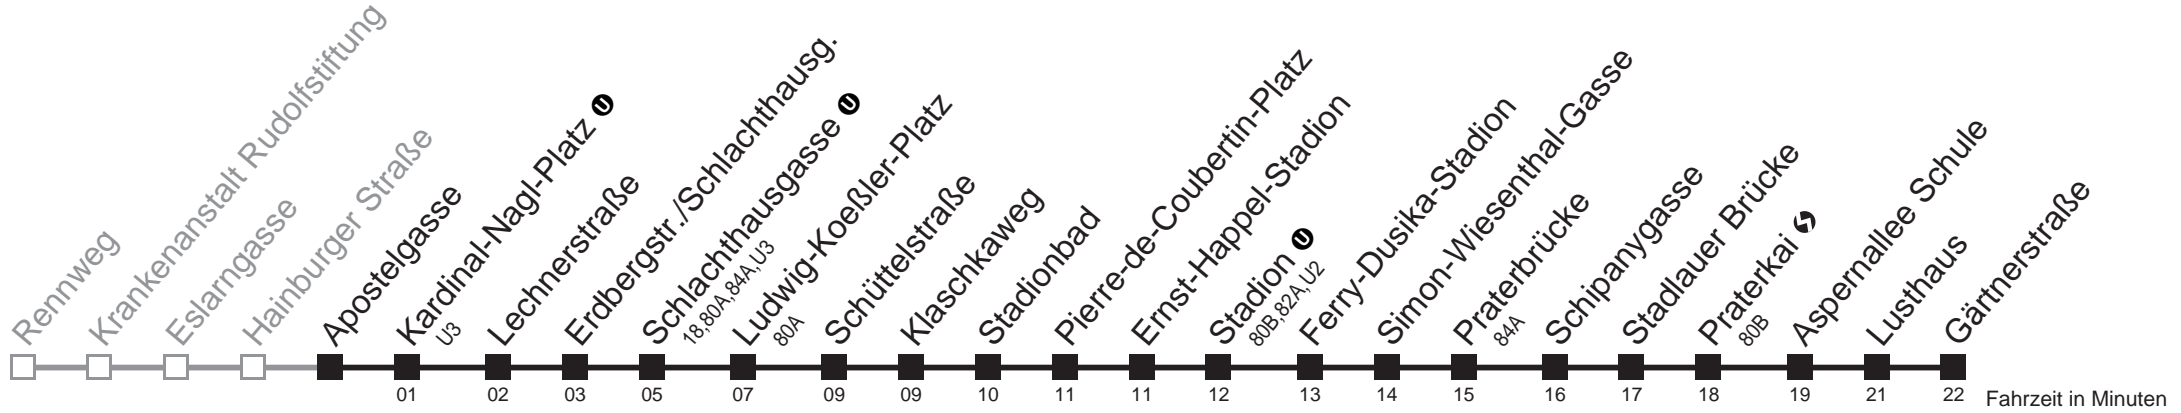 Rennweg
Krankenanstalt Rudolfstiftung
Eslarngasse
Hainburger Straße
Apostelgasse
Kardinal-Nagl-Platz U
U3
Lechnerstraße
Erdbergstr./Schlachthausg.
Schlachthausgasse U
18,80A,84A,U3
Ludwig-Koeßler-Platz
80A
Schüttelstraße
Klaschkaweg
Stadionbad
Pierre-de-Coubertin-Platz
Ernst-Happel-Stadion
Stadion U
80B,82A,U2
Ferry-Dusika-Stadion
Simon-Wiesenthal-Gasse
Praterbrücke
84A
Schipanygasse
Stadlauer Brücke
Praterkai
80B
Aspernallee Schule
Lusthaus
Gärtnerstraße
01 02 03 05 07 09 09 10 11 11 12 13 14 15 16 17 18 19 21 22 Fahrzeit in Minuten